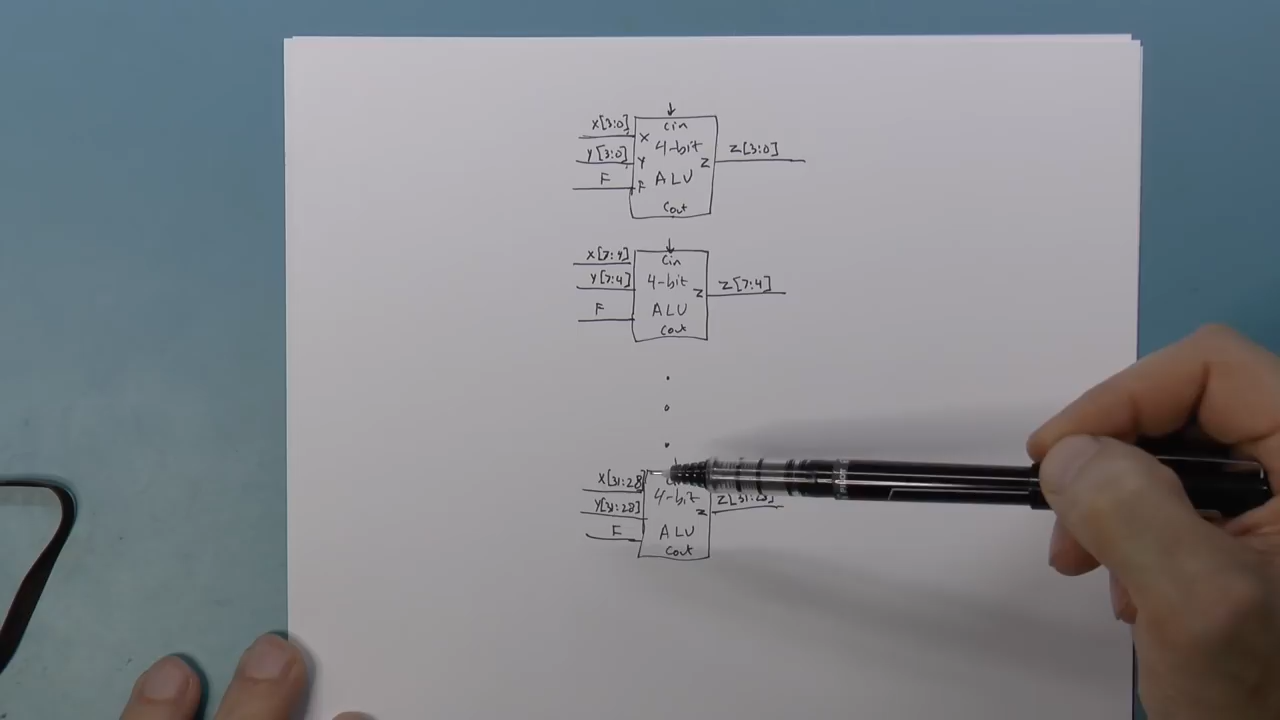 X[3:0] Cin
X 4-bit
Y[3:0] Y Z Z[3:0]
F F ALU
Cout
X[7:4] Cin
Y[7:4] 4-bit Z Z[7:4]
F ALU
Cout
X[31:28]
Y[31:28] 4-bit Z
F ALU
Cout